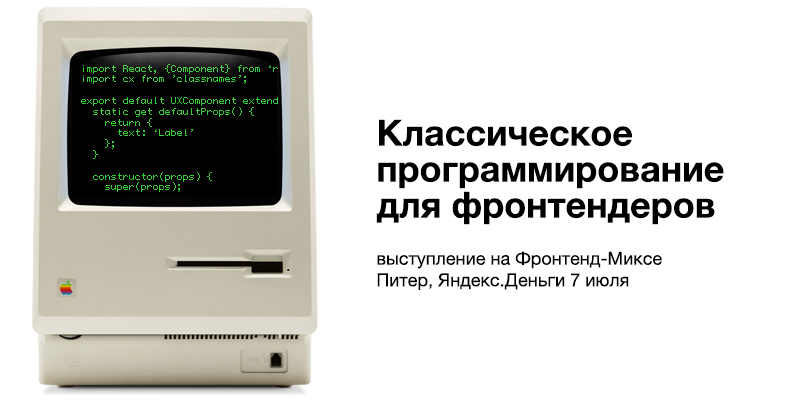 import React, {Component} from ‘r
import cx from ’classnames’;
export default UXComponent extend
static get defaultProps() {
return {
text: ‘Label’
};
}
constructor(props) {
super(props);
Классическое
программирование
для фронтендеров
выступление на Фронтенд-Миксе
Питер, Яндекс.Деньги 7 июля